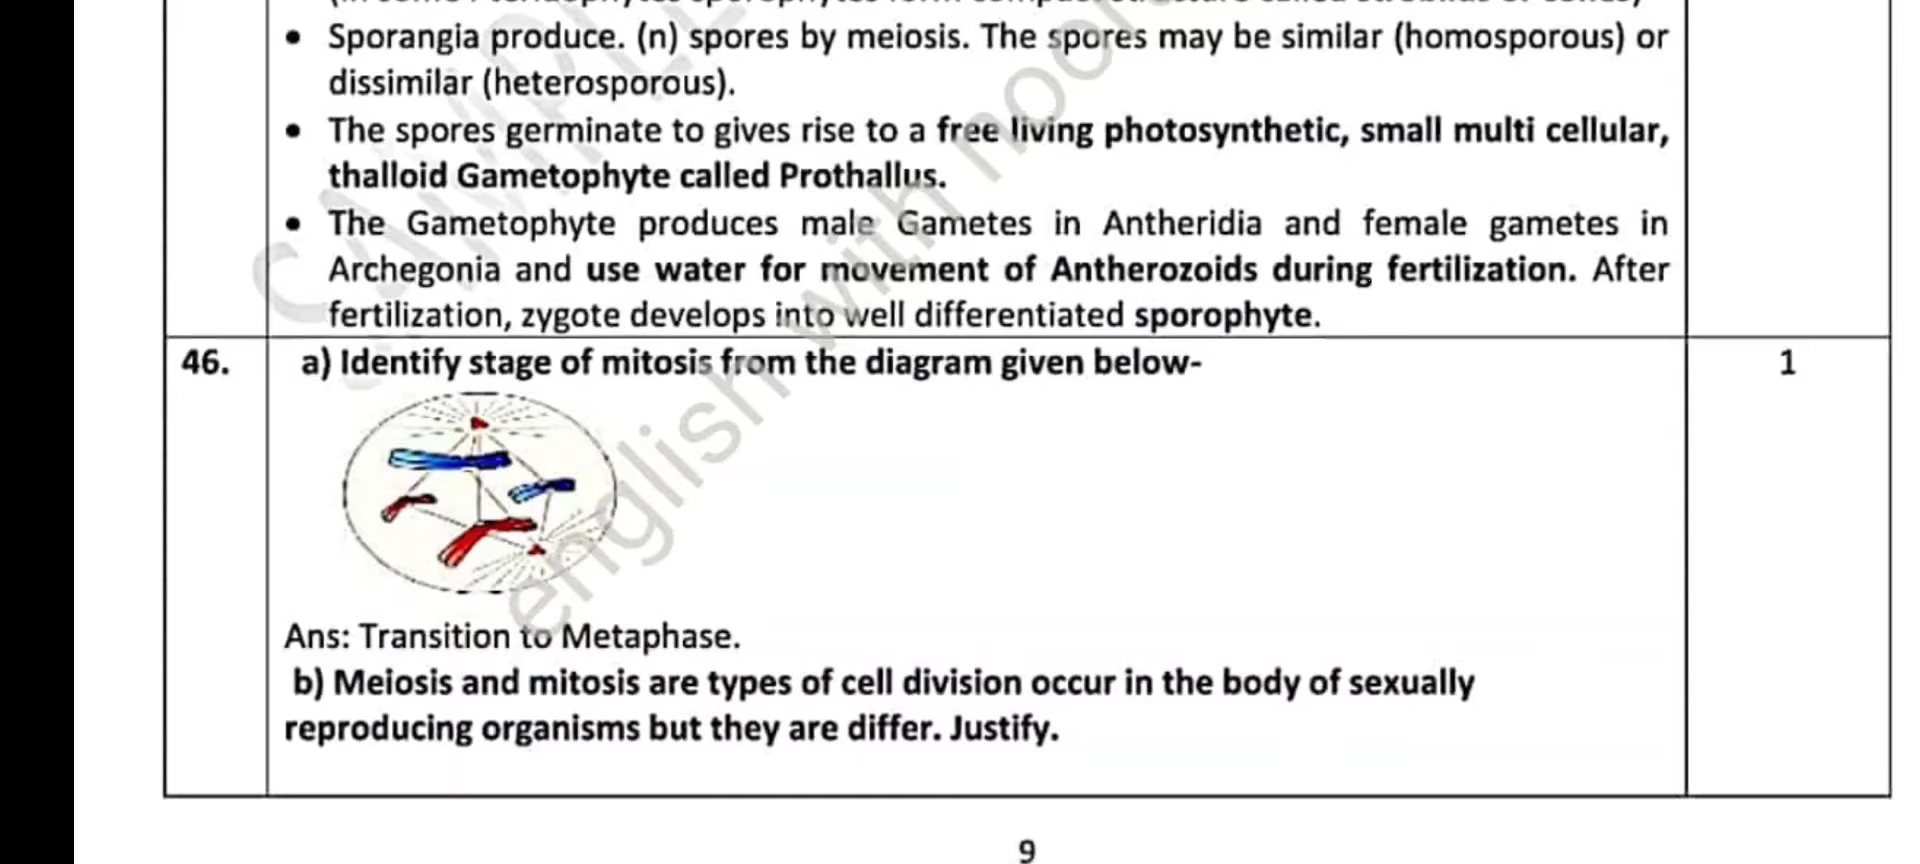 • Sporangia produce. (n) spores by meiosis. The spores may be similar (homosporous) or
dissimilar (heterosporous).
• The spores germinate to gives rise to a free living photosynthetic, small multi cellular,
thalloid Gametophyte called Prothallus.
• The Gametophyte produces male Gametes in Antheridia and female gametes in
Archegonia and use water for movement of Antherozoids during fertilization. After
fertilization, zygote develops into well differentiated sporophyte.
46. a) Identify stage of mitosis from the diagram given below- 1
Ans: Transition to Metaphase.
b) Meiosis and mitosis are types of cell division occur in the body of sexually
reproducing organisms but they are differ. Justify.
9
SAMPLE
english with noor